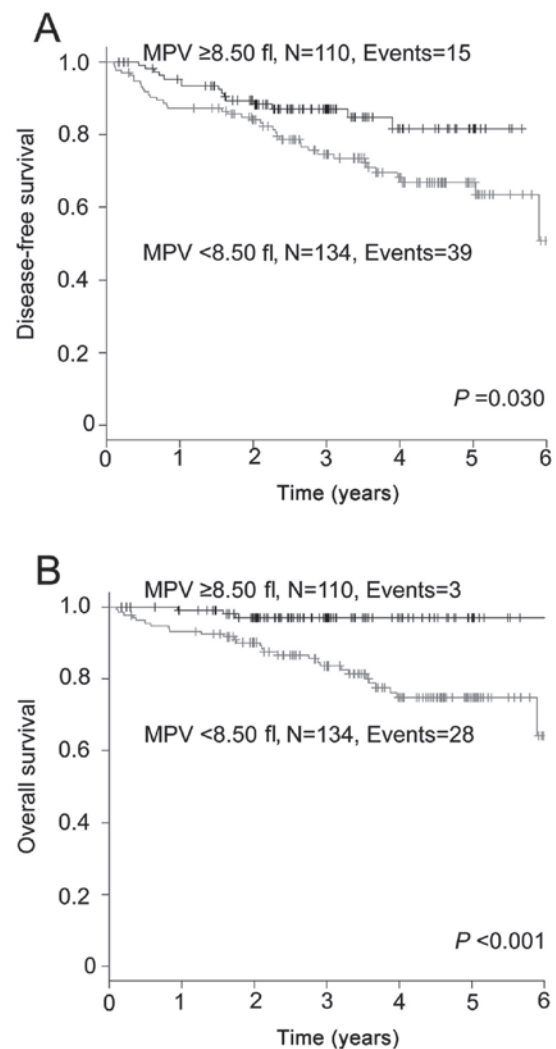 A
MPV ≥8.50 fl, N=110, Events=15
1.0
0.8
0.6
0.4
0.2
0
Disease-free survival
MPV <8.50 fl, N=134, Events=39
P =0.030
0 1 2 3 4 5 6
Time (years)
B
MPV ≥8.50 fl, N=110, Events=3
1.0
0.8
0.6
0.4
0.2
0
Overall survival
MPV <8.50 fl, N=134, Events=28
P <0.001
0 1 2 3 4 5 6
Time (years)